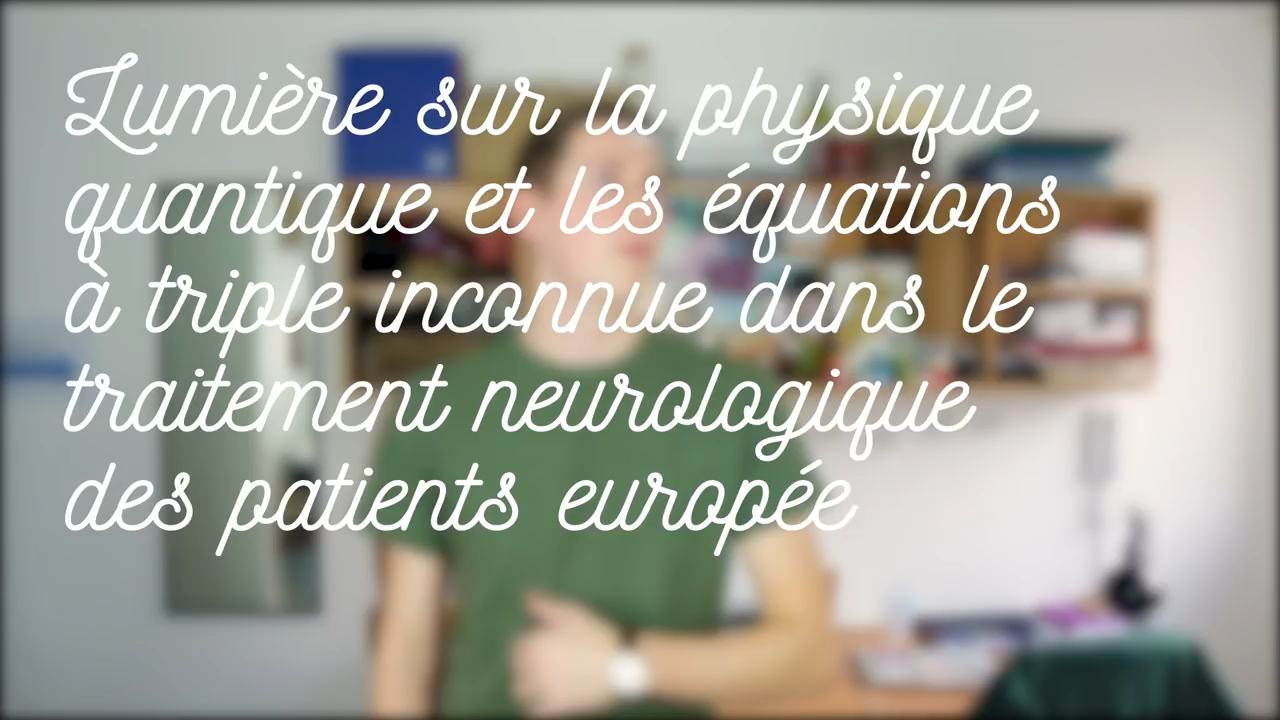 Lumière sur la physique
quantique et les équations
à triple inconnue dans le
traitement neurologique
des patients europée